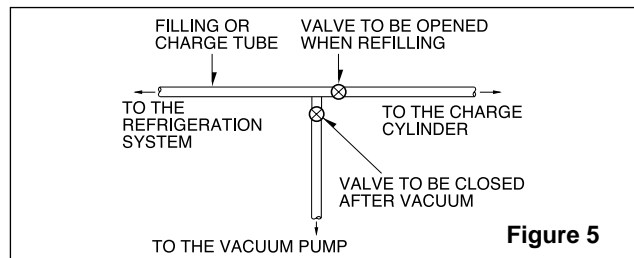 FILLING OR
CHARGE TUBE
VALVE TO BE OPENED
WHEN REFILLING
TO THE
REFRIGERATION
SYSTEM
TO THE CHARGE
CYLINDER
VALVE TO BE CLOSED
AFTER VACUUM
TO THE VACUUM PUMP
Figure 5